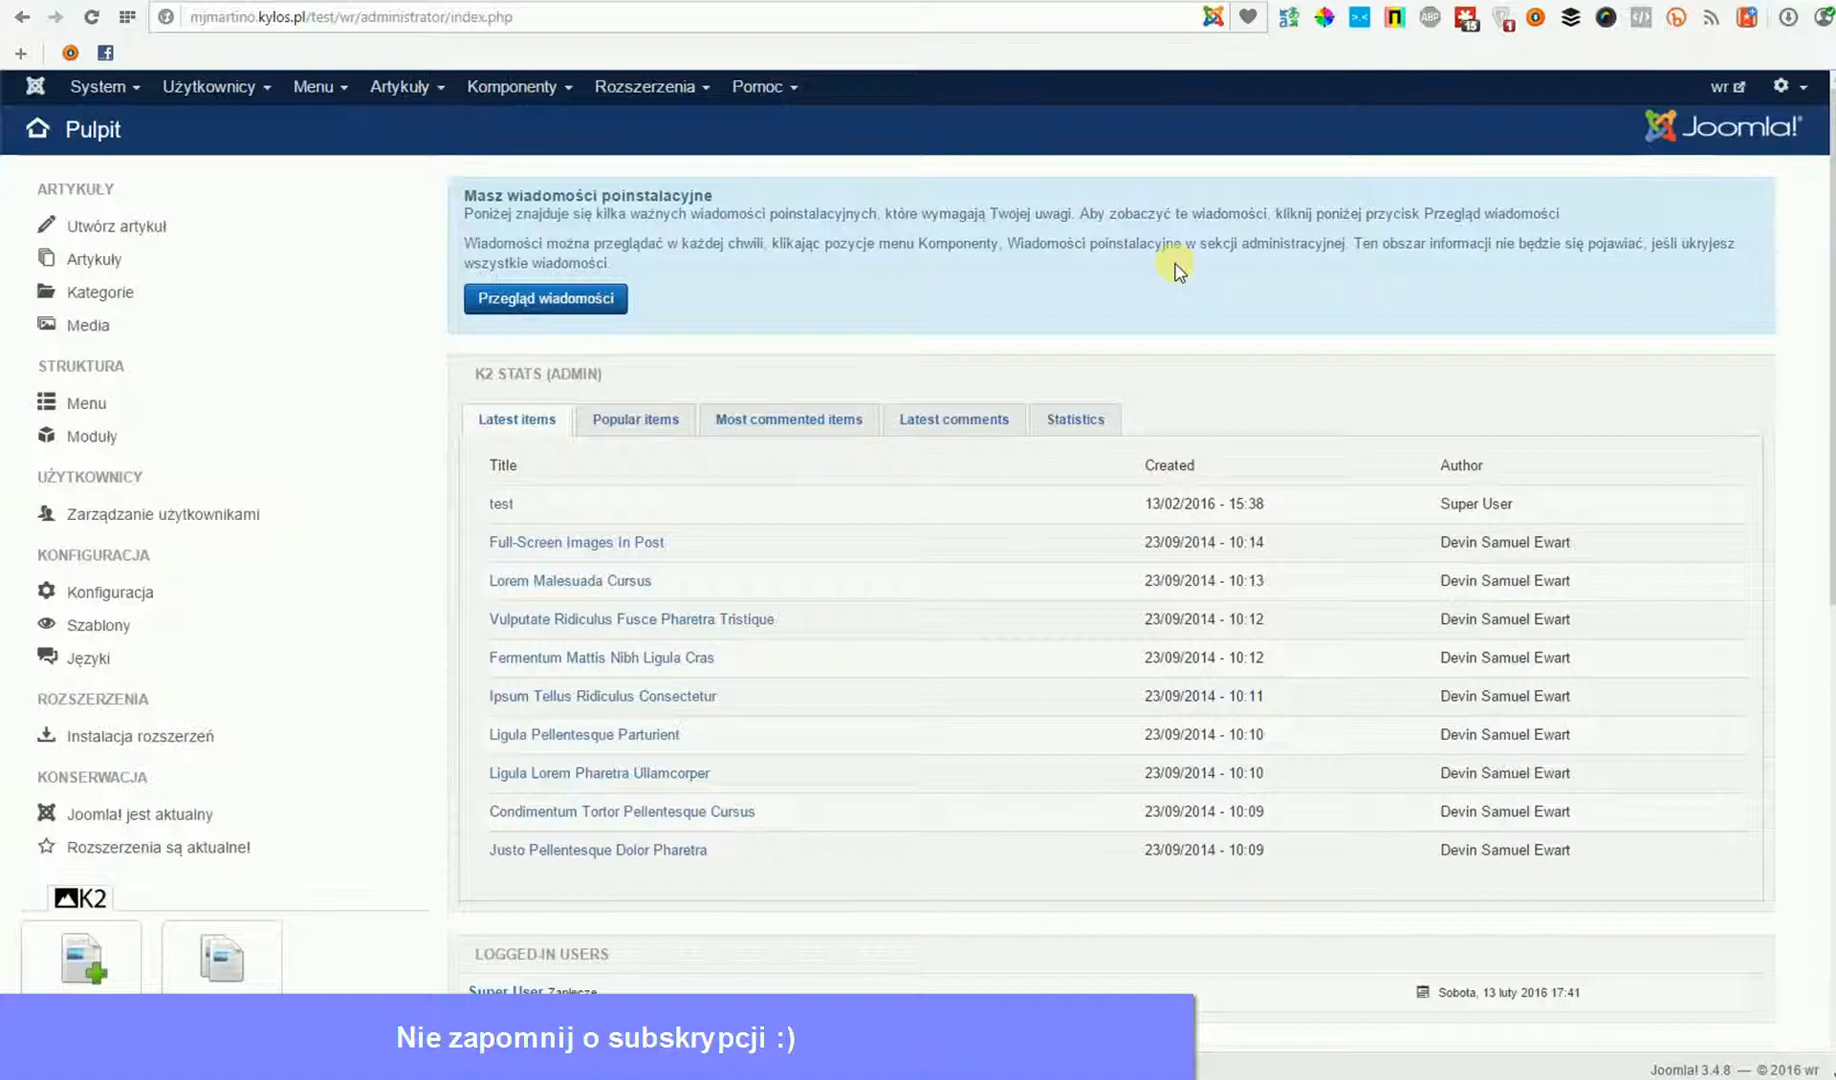 mjmartino.kylos.pl/test/wr/administrator/index.php
ABP
15
1
System
Użytkownicy
Menu
Artykuły
Komponenty
Rozszerzenia
Pomoc
wr
Pulpit
Joomla!®
ARTYKUŁY
Utwórz artykuł
Artykuły
Kategorie
Media
STRUKTURA
Menu
Moduły
UŻYTKOWNICY
Zarządzanie użytkownikami
KONFIGURACJA
Konfiguracja
Szablony
Języki
ROZSZERZENIA
Instalacja rozszerzeń
KONSERWACJA
Joomla! jest aktualny
Rozszerzenia są aktualne!
K2
Masz wiadomości poinstalacyjne
Poniżej znajduje się kilka ważnych wiadomości poinstalacyjnych, które wymagają Twojej uwagi. Aby zobaczyć te wiadomości, kliknij poniżej przycisk Przegląd wiadomości
Wiadomości można przeglądać w każdej chwili, klikając pozycje menu Komponenty, Wiadomości poinstalacyjne w sekcji administracyjnej. Ten obszar informacji nie będzie się pojawiać, jeśli ukryjesz
wszystkie wiadomości.
Przegląd wiadomości
K2 STATS (ADMIN)
Latest items
Popular items
Most commented items
Latest comments
Statistics
Title Created Author
test 13/02/2016 - 15:38 Super User
Full-Screen Images In Post 23/09/2014 - 10:14 Devin Samuel Ewart
Lorem Malesuada Cursus 23/09/2014 - 10:13 Devin Samuel Ewart
Vulputate Ridiculus Fusce Pharetra Tristique 23/09/2014 - 10:12 Devin Samuel Ewart
Fermentum Mattis Nibh Ligula Cras 23/09/2014 - 10:12 Devin Samuel Ewart
Ipsum Tellus Ridiculus Consectetur 23/09/2014 - 10:11 Devin Samuel Ewart
Ligula Pellentesque Parturient 23/09/2014 - 10:10 Devin Samuel Ewart
Ligula Lorem Pharetra Ullamcorper 23/09/2014 - 10:10 Devin Samuel Ewart
Condimentum Tortor Pellentesque Cursus 23/09/2014 - 10:09 Devin Samuel Ewart
Justo Pellentesque Dolor Pharetra 23/09/2014 - 10:09 Devin Samuel Ewart
LOGGED-IN USERS
Super User Zaplecze Sobota, 13 luty 2016 17:41
Nie zapomnij o subskrypcji :)
Joomla! 3.4.8 — © 2016 wr